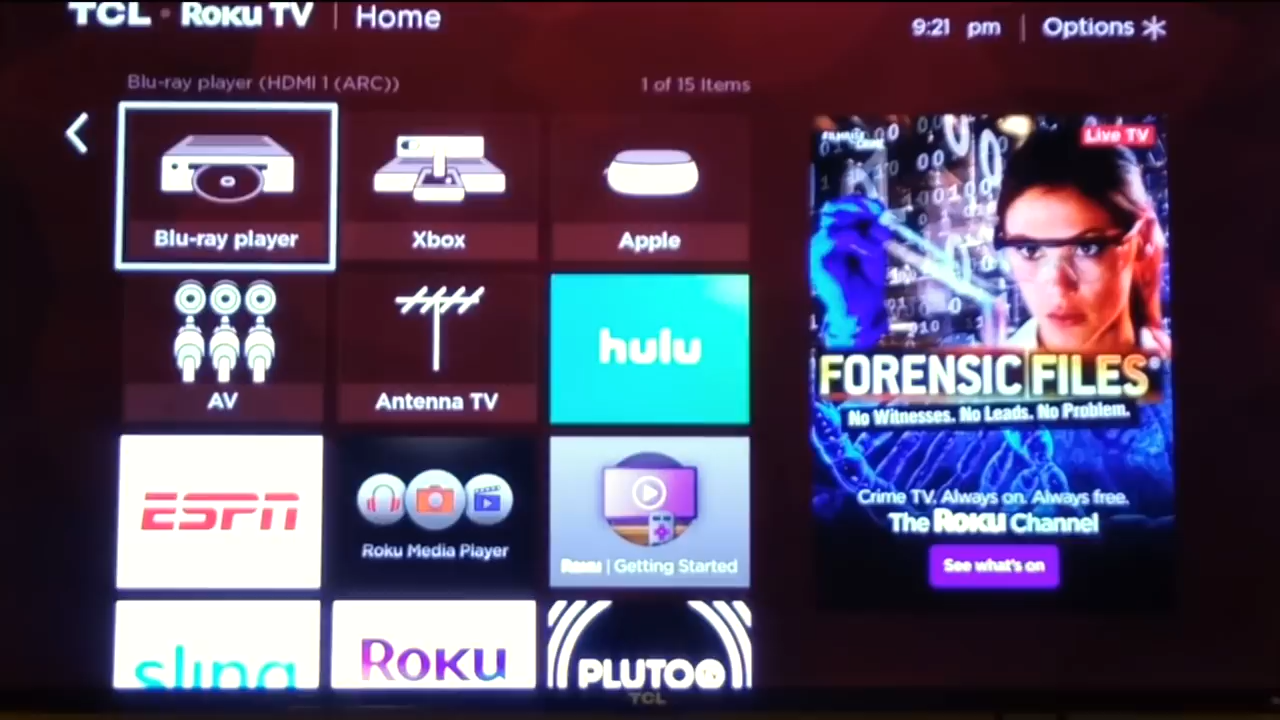 TCL • ROKU TV | Home
9:21 pm | Options
Blu-ray player (HDMI 1 (ARC))
1 of 15 Items
Blu-ray player
Xbox
Apple
AV
Antenna TV
hulu
ESPN
Roku Media Player
Roku | Getting Started
sling
ROKU
PLUTO TV
Live TV
FORENSIC FILES®
No Witnesses. No Leads. No Problem.
Crime TV. Always on. Always free.
The ROKU Channel
See what's on
TCL